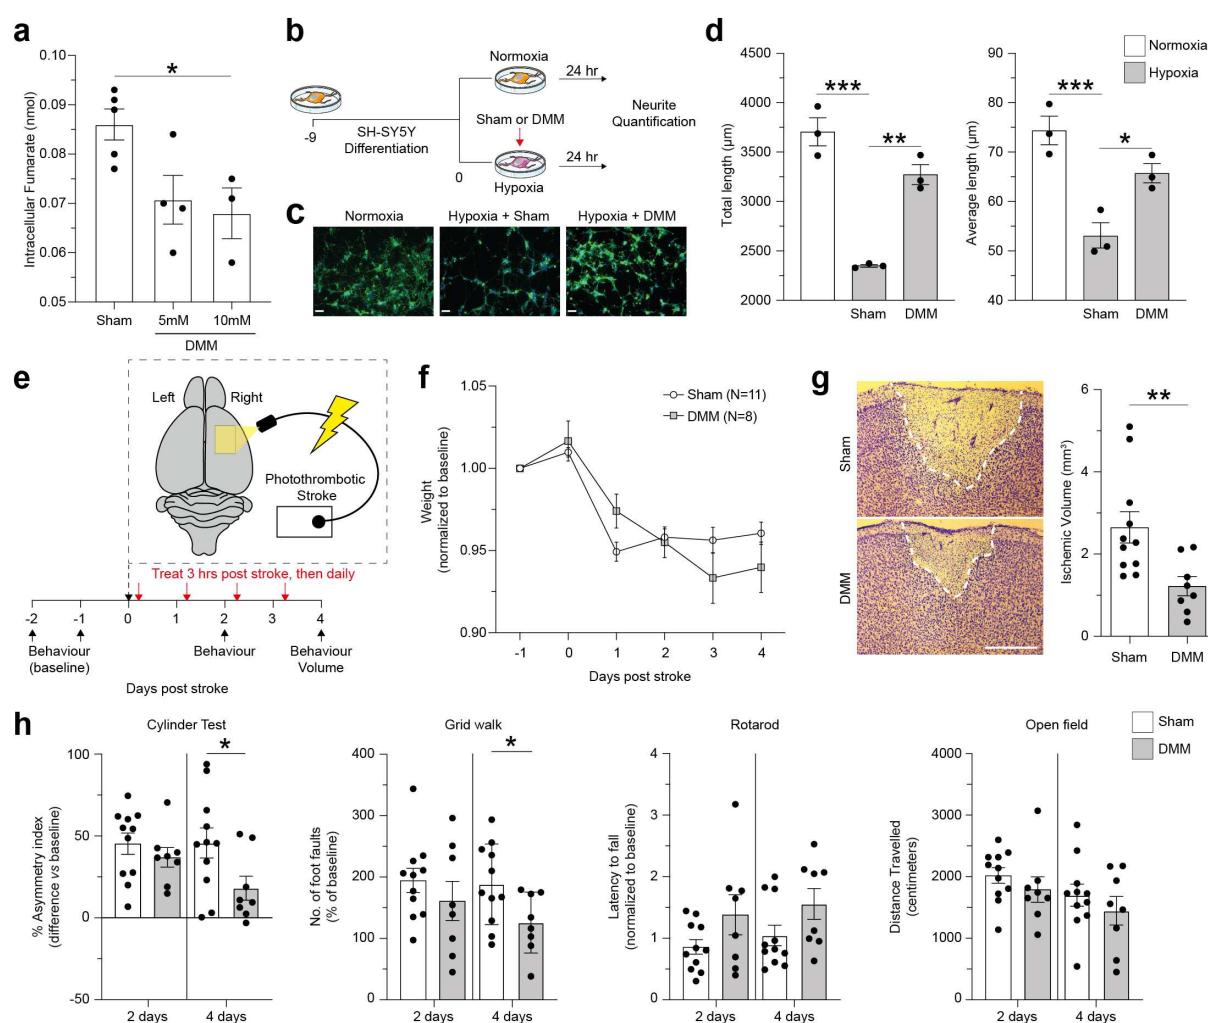 a
Intracellular Fumarate (nmol)
0.10
0.09
0.08
0.07
0.06
0.05
*
Sham
5mM
10mM
DMM
b
Normoxia
24 hr
-9
SH-SY5Y
Differentiation
Sham or DMM
Neurite
Quantification
0
24 hr
Hypoxia
c
Normoxia
Hypoxia + Sham
Hypoxia + DMM
d
Normoxia
Hypoxia
Total length (µm)
4500
4000
3500
3000
2500
2000
***
**
Sham
DMM
Average length (µm)
90
80
70
60
50
40
***
*
Sham
DMM
e
Left
Right
Photothrombotic
Stroke
Treat 3 hrs post stroke, then daily
-2
-1
0
1
2
3
4
Behaviour
(baseline)
Behaviour
Behaviour
Volume
Days post stroke
f
Weight
(normalized to baseline)
1.05
1.00
0.95
0.90
Sham (N=11)
DMM (N=8)
-1
0
1
2
3
4
Days post stroke
g
Sham
DMM
Ischemic Volume (mm³)
6
4
2
0
**
Sham
DMM
h
Cylinder Test
% Asymmetry index
(difference vs baseline)
100
50
0
-50
*
2 days
4 days
Grid walk
No. of foot faults
(% of baseline)
400
300
200
100
0
*
2 days
4 days
Rotarod
Latency to fall
(normalized to baseline)
4
3
2
1
0
2 days
4 days
Open field
Distance Travelled
(centimeters)
4000
3000
2000
1000
0
2 days
4 days
Sham
DMM